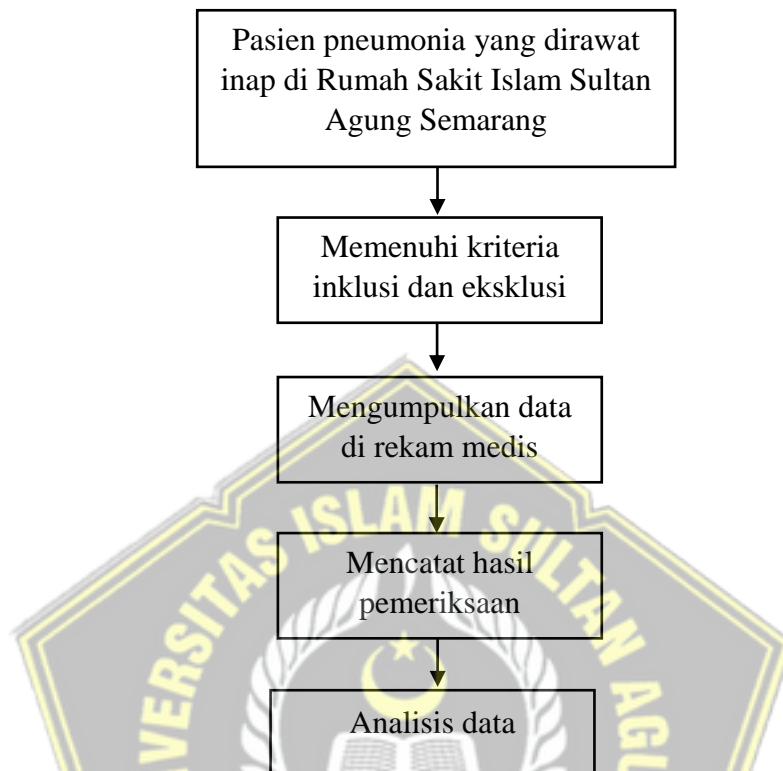 Pasien pneumonia yang dirawat
inap di Rumah Sakit Islam Sultan
Agung Semarang
Memenuhi kriteria
inklusi dan eksklusi
Mengumpulkan data
di rekam medis
Mencatat hasil
pemeriksaan
Analisis data
ISLAM SULTAN